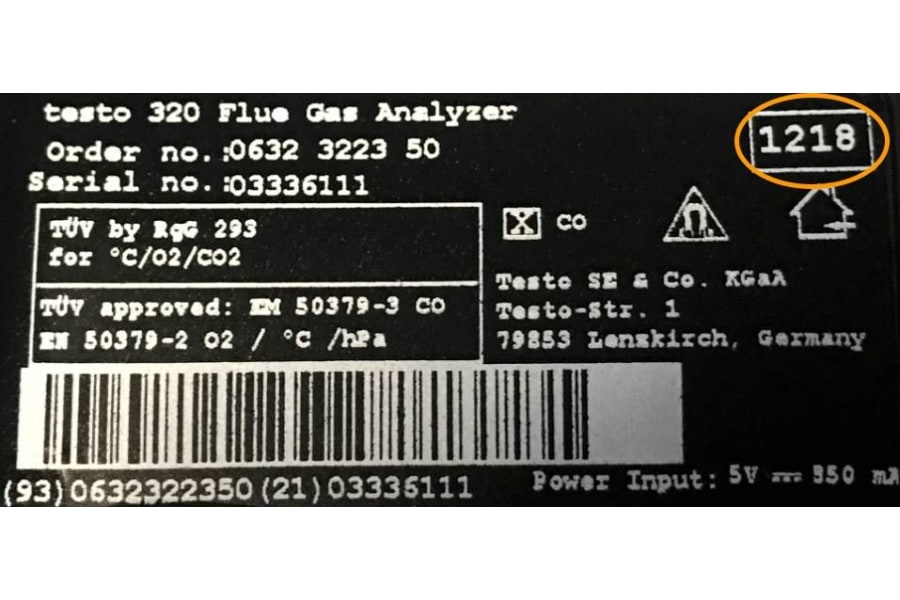 testo 320 Flue Gas Analyzer
1218
Order no.:0632 3223 50
Serial no.:03336111
TÜV by RgG 293
for °C/O2/CO2
TÜV approved: EN 50379-3 CO
EN 50379-2 O2 / °C /hPa
X CO
Testo SE & Co. KGaA
Testo-Str. 1
79853 Lenzkirch, Germany
(93)0632322350(21)03336111
Power Input: 5V mA